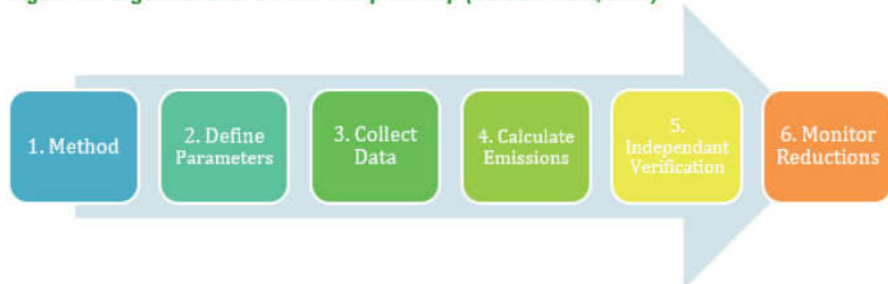 1. Method
2. Define
Parameters
3. Collect
Data
4. Calculate
Emissions
5.
Independant
Verification
6. Monitor
Reductions